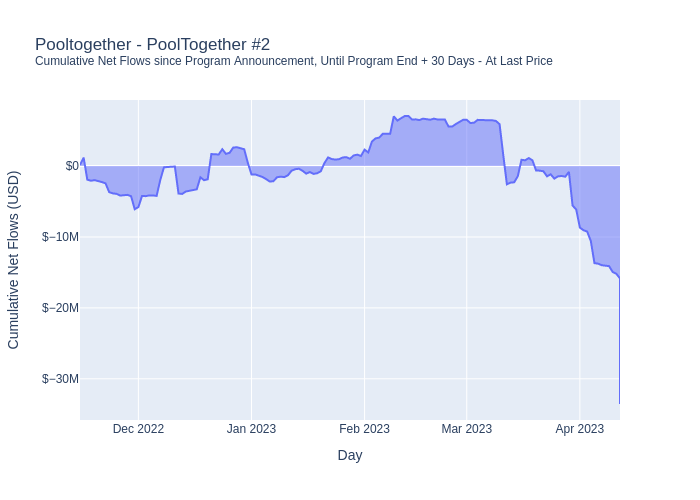 Pooltogether - PoolTogether #2
Cumulative Net Flows since Program Announcement, Until Program End + 30 Days - At Last Price
Cumulative Net Flows (USD)
$0
$−10M
$−20M
$−30M
Dec 2022
Jan 2023
Feb 2023
Mar 2023
Apr 2023
Day